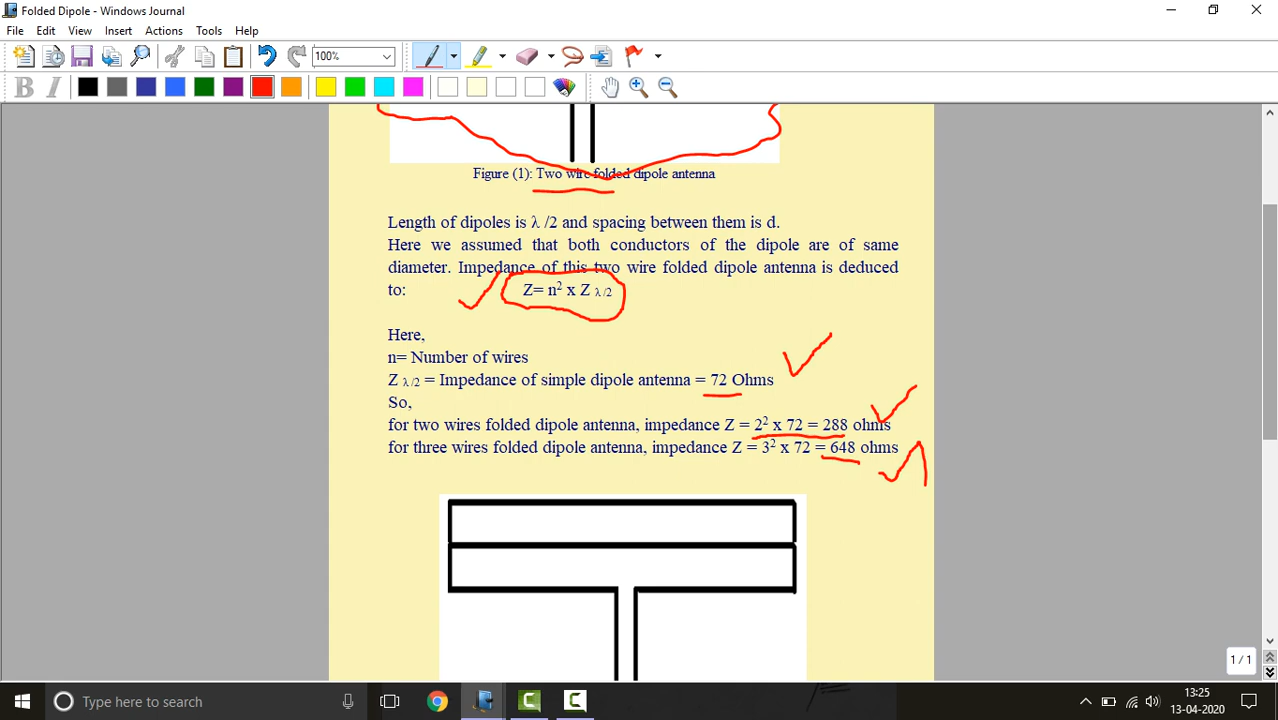 Folded Dipole - Windows Journal
File Edit View Insert Actions Tools Help
100%
B I
Figure (1): Two wire folded dipole antenna
Length of dipoles is λ /2 and spacing between them is d.
Here we assumed that both conductors of the dipole are of same
diameter. Impedance of this two wire folded dipole antenna is deduced
to: Z= n² x Z λ /2
Here,
n= Number of wires
Z λ /2 = Impedance of simple dipole antenna = 72 Ohms
So,
for two wires folded dipole antenna, impedance Z = 2² x 72 = 288 ohms
for three wires folded dipole antenna, impedance Z = 3² x 72 = 648 ohms
1 / 1
Type here to search
13:25
13-04-2020